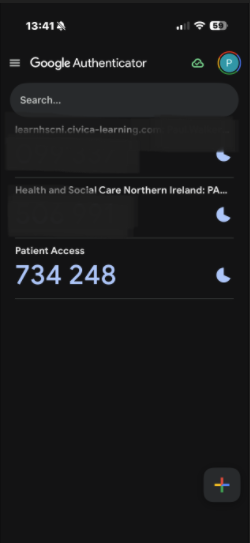 13:41
59
Google Authenticator
P
Search...
learnhscni.civica-learning.com
Health and Social Care Northern Ireland: PA...
Patient Access
734 248